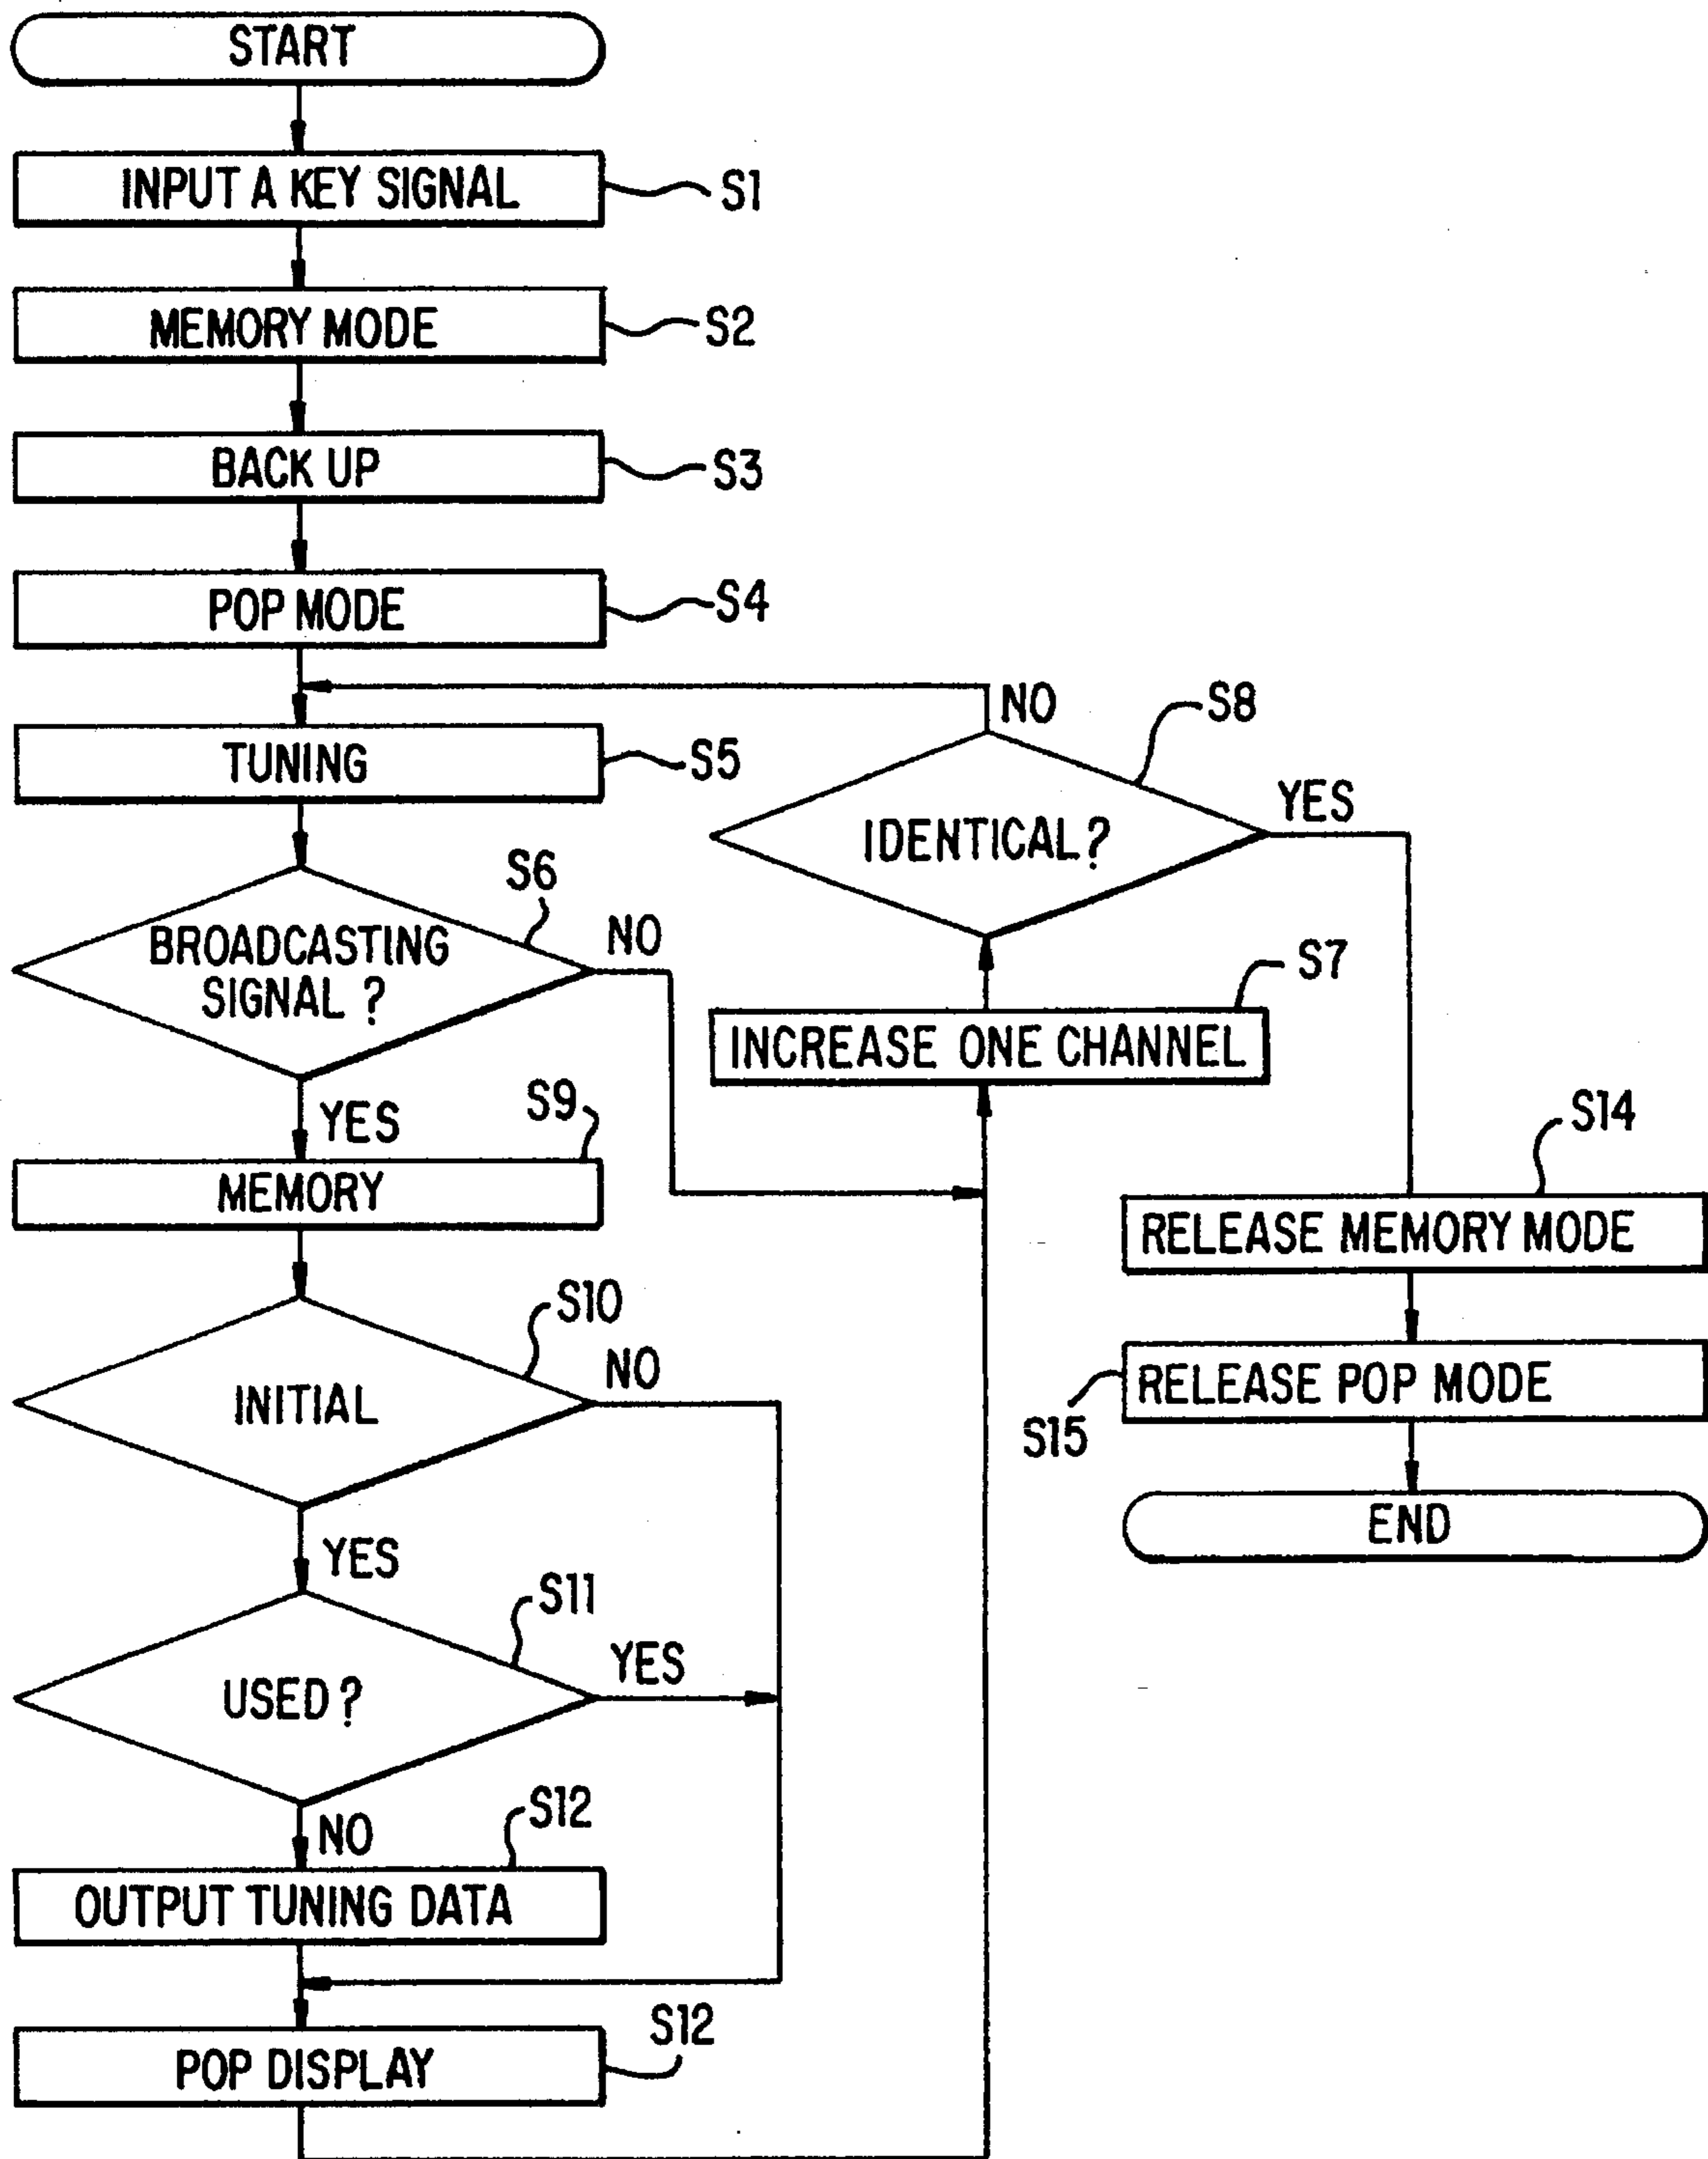 START
INPUT A KEY SIGNAL
S1
MEMORY MODE
S2
BACK UP
S3
POP MODE
S4
TUNING
S5
BROADCASTING
SIGNAL ?
S6
NO
YES
INCREASE ONE CHANNEL
S7
IDENTICAL?
S8
NO
YES
MEMORY
S9
INITIAL
S10
NO
YES
USED ?
S11
YES
NO
OUTPUT TUNING DATA
S12
POP DISPLAY
S12
RELEASE MEMORY MODE
S14
RELEASE POP MODE
S15
END